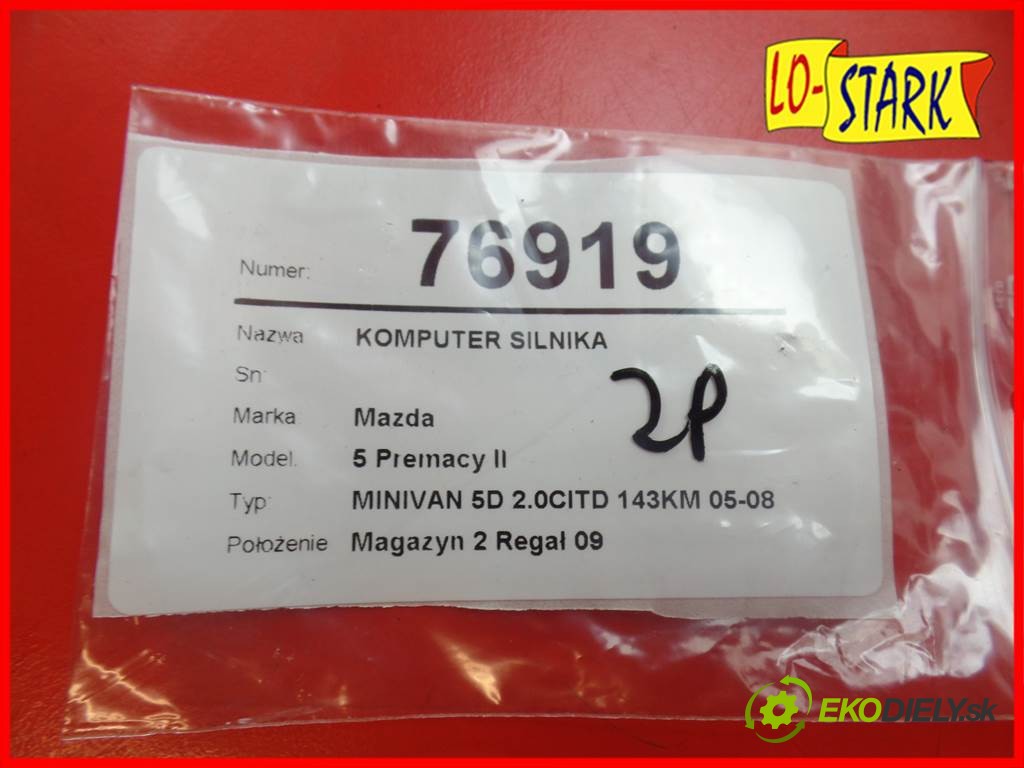 LO-STARK
Numer: 76919
Nazwa KOMPUTER SILNIKA
Sn:
Marka Mazda
Model. 5 Premacy II
Typ: MINIVAN 5D 2.0CITD 143KM 05-08
Położenie Magazyn 2 Regał 09
2P
EKODIELY.sk